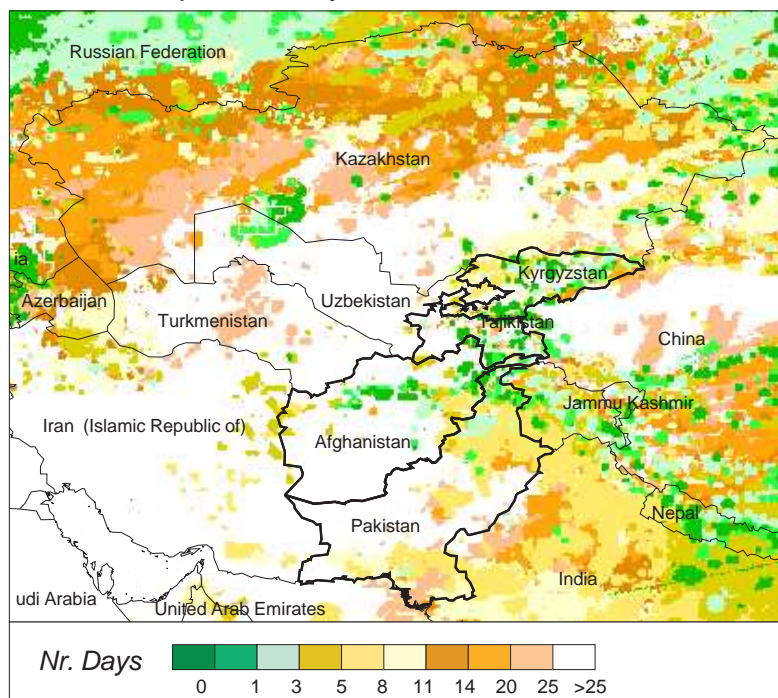 Russian Federation
Kazakhstan
ia
Kyrgyzstan
Azerbaijan
Uzbekistan
Turkmenistan
Tajikistan
China
Jammu Kashmir
Iran (Islamic Republic of)
Afghanistan
Nepal
Pakistan
India
udi Arabia
United Arab Emirates
Nr. Days
0 1 3 5 8 11 14 20 25 >25